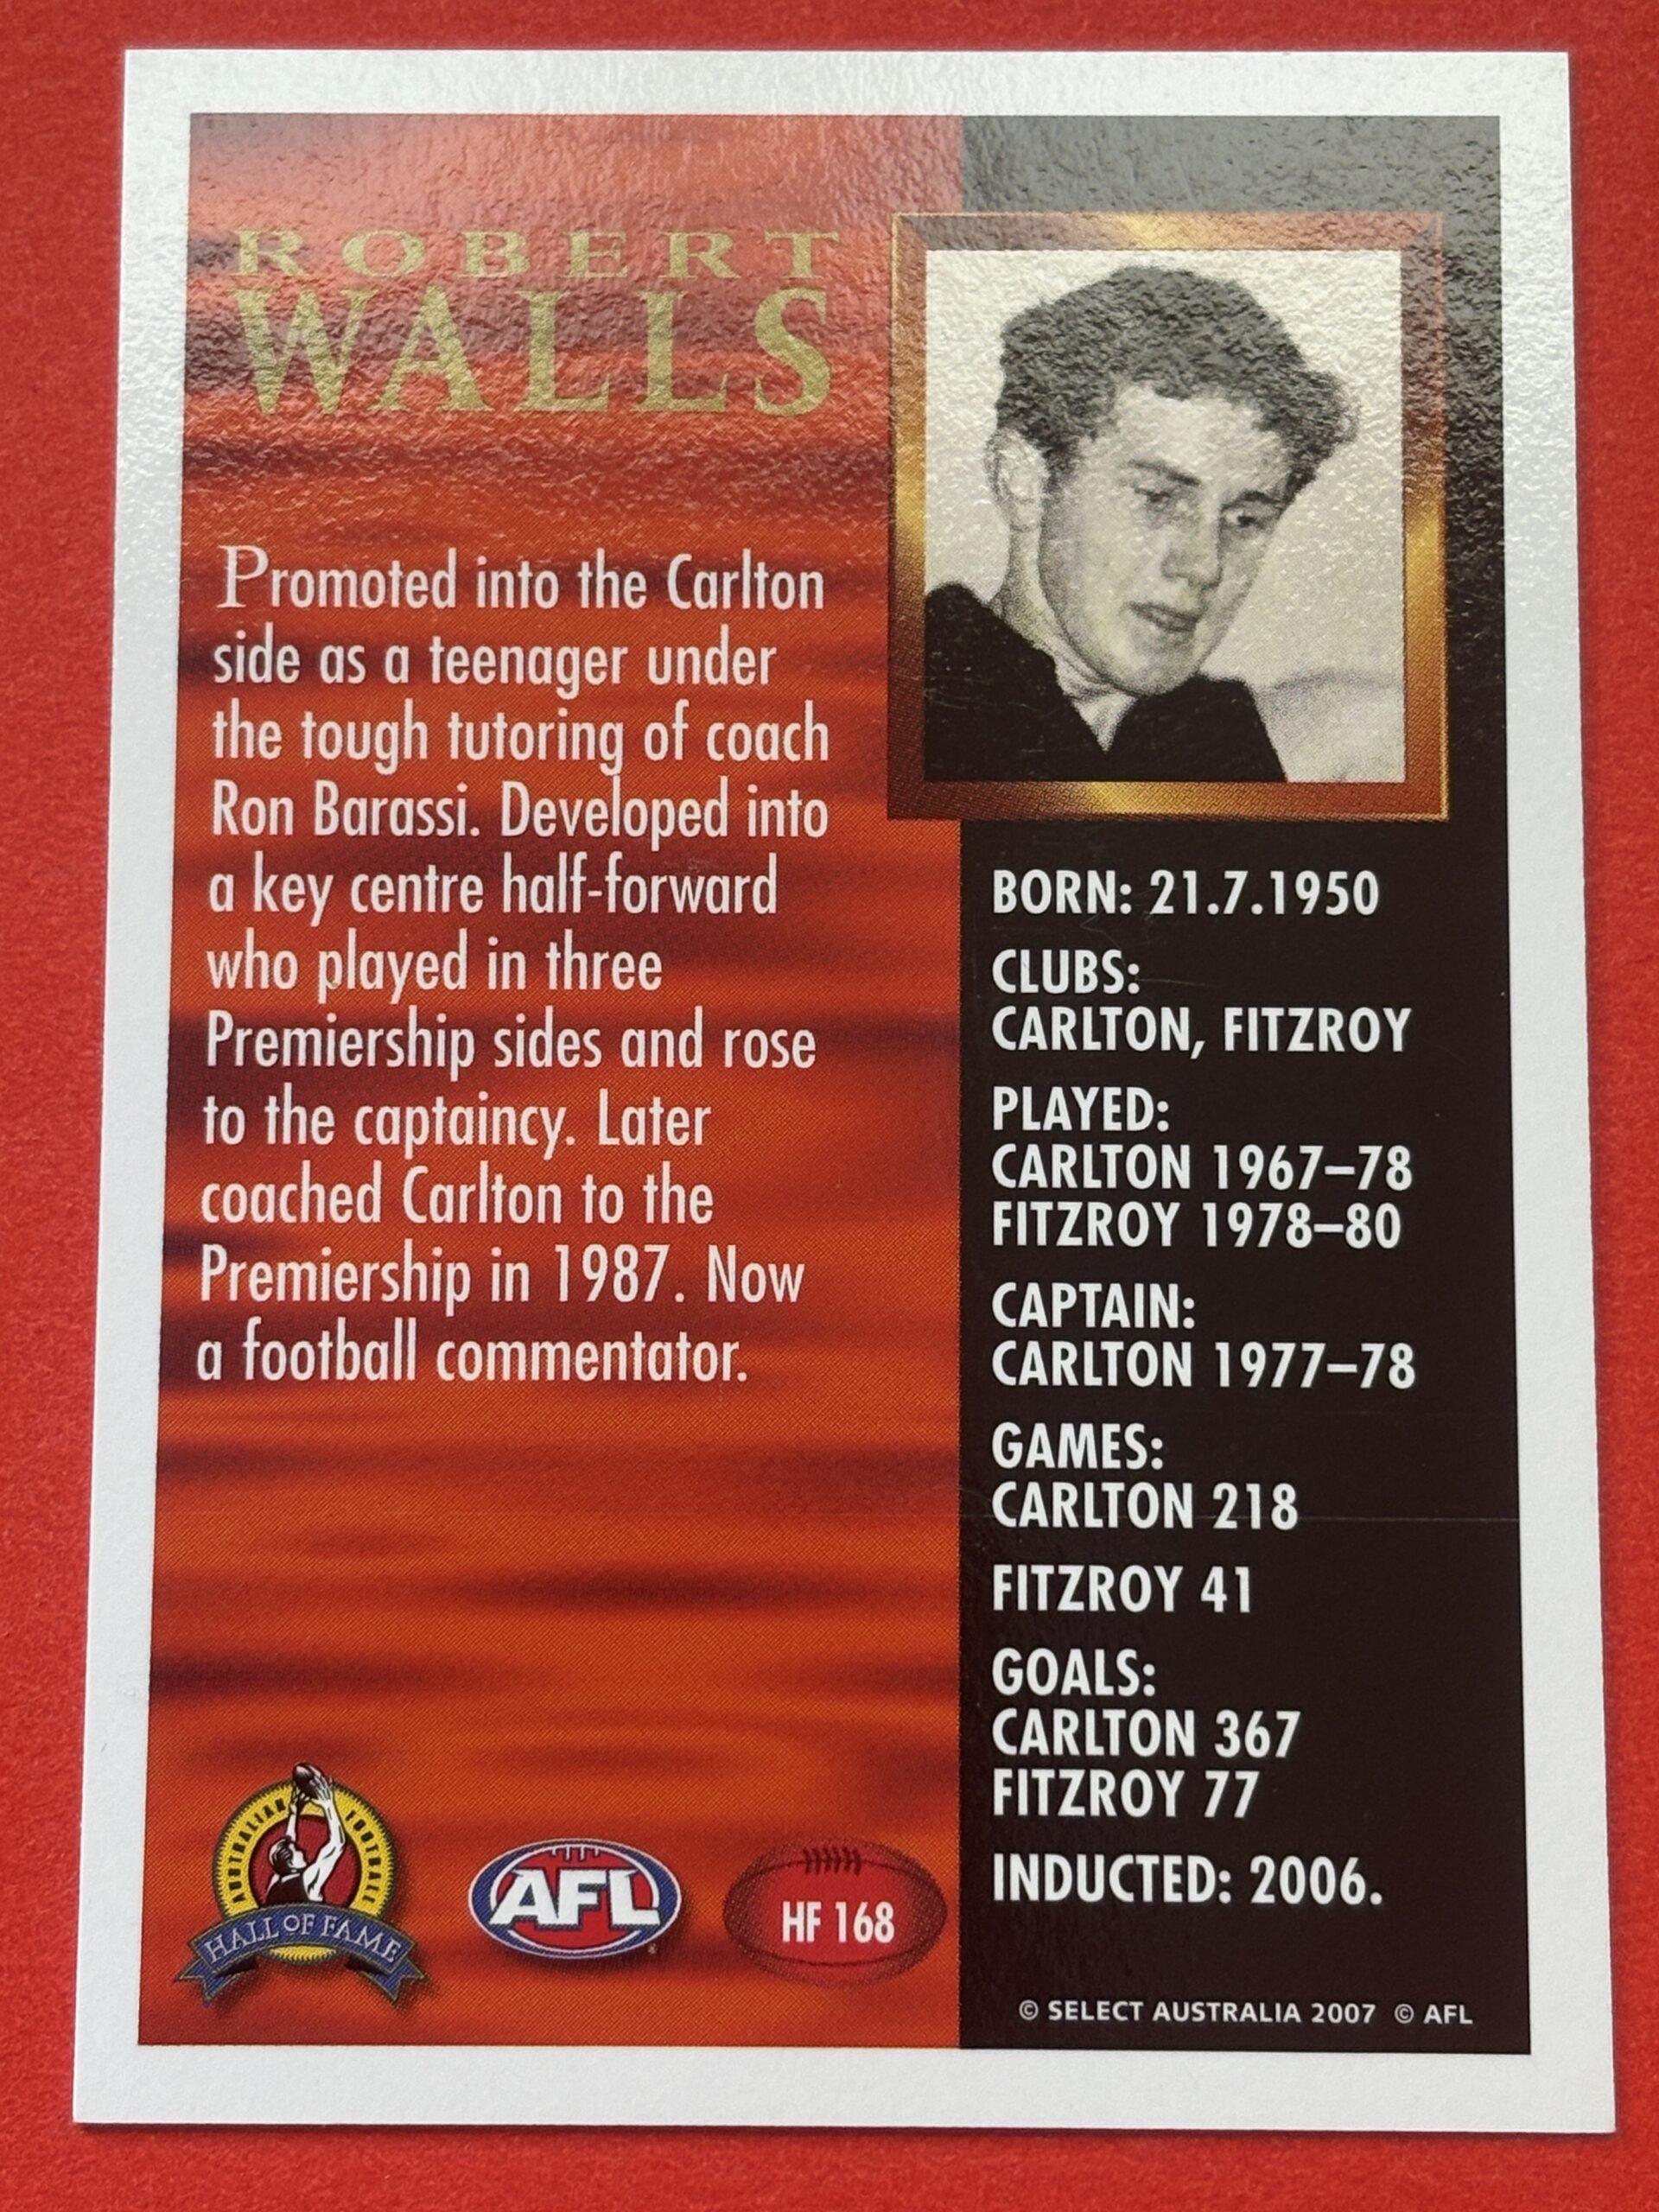 ROBERT
WALLS
Promoted into the Carlton
side as a teenager under
the tough tutoring of coach
Ron Barassi. Developed into
a key centre half-forward
who played in three
Premiership sides and rose
to the captaincy. Later
coached Carlton to the
Premiership in 1987. Now
a football commentator.
BORN: 21.7.1950
CLUBS:
CARLTON, FITZROY
PLAYED:
CARLTON 1967–78
FITZROY 1978–80
CAPTAIN:
CARLTON 1977–78
GAMES:
CARLTON 218
FITZROY 41
GOALS:
CARLTON 367
FITZROY 77
INDUCTED: 2006.
AUSTRALIAN FOOTBALL
HALL OF FAME
AFL
HF 168
© SELECT AUSTRALIA 2007 © AFL